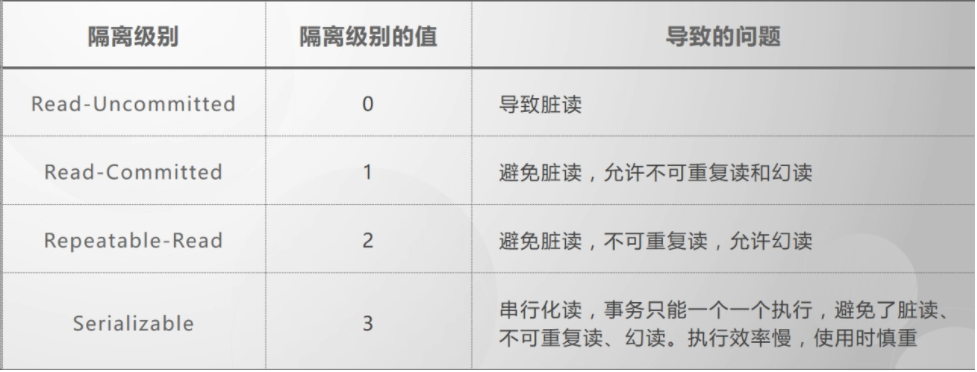 隔离级别 隔离级别的值 导致的问题
Read-Uncommitted 0 导致脏读
Read-Committed 1 避免脏读，允许不可重复读和幻读
Repeatable-Read 2 避免脏读，不可重复读，允许幻读
Serializable 3 串行化读，事务只能一个一个执行，避免了脏读、
不可重复读、幻读。执行效率慢，使用时慎重